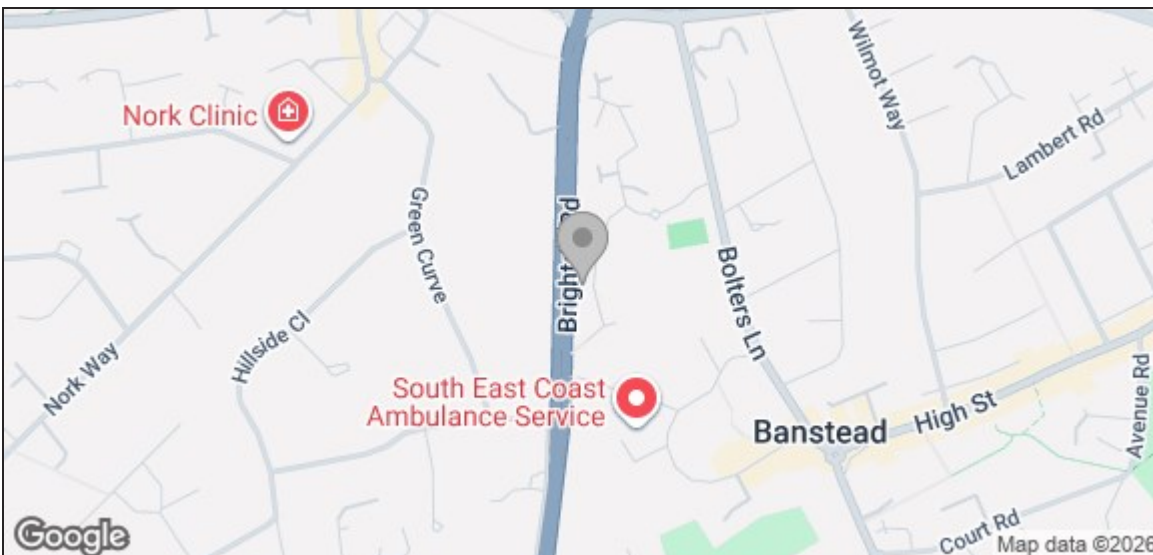 Nork Clinic
Wilmot Way
Lambert Rd
Green Curve
Bolters Ln
Hillside Cl
Nork Way
South East Coast
Ambulance Service
Banstead
High St
Avenue Rd
Court Rd
Google
Map data ©2026